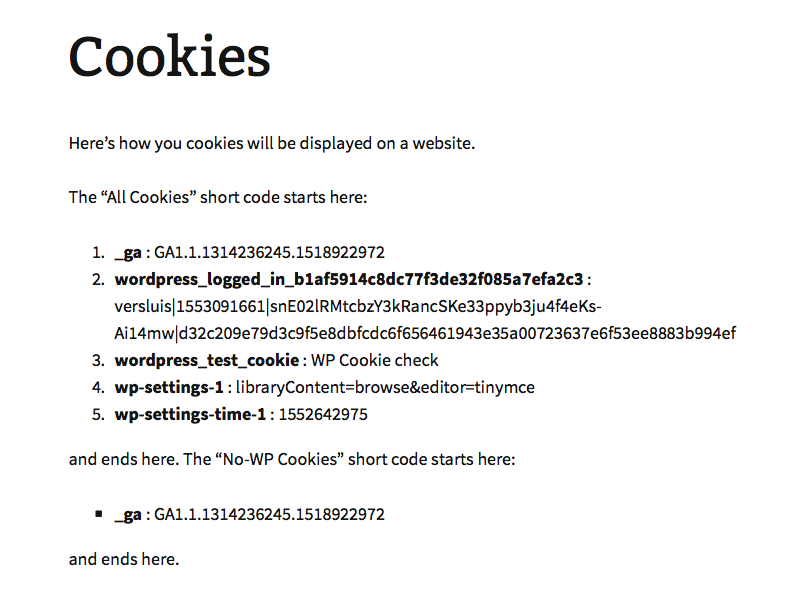 Cookies
Here’s how you cookies will be displayed on a website.
The “All Cookies” short code starts here:
1. _ga : GA1.1.1314236245.1518922972
2. wordpress_logged_in_b1af5914c8dc77f3de32f085a7efa2c3 :
versluis|1553091661|snE02lRMtcbzY3kRancSKe33ppyb3ju4f4eKs-
Ai14mw|d32c209e79d3c9f5e8dbfcdc6f656461943e35a00723637e6f53ee8883b994ef
3. wordpress_test_cookie : WP Cookie check
4. wp-settings-1 : libraryContent=browse&editor=tinymce
5. wp-settings-time-1 : 1552642975
and ends here. The “No-WP Cookies” short code starts here:
▪ _ga : GA1.1.1314236245.1518922972
and ends here.